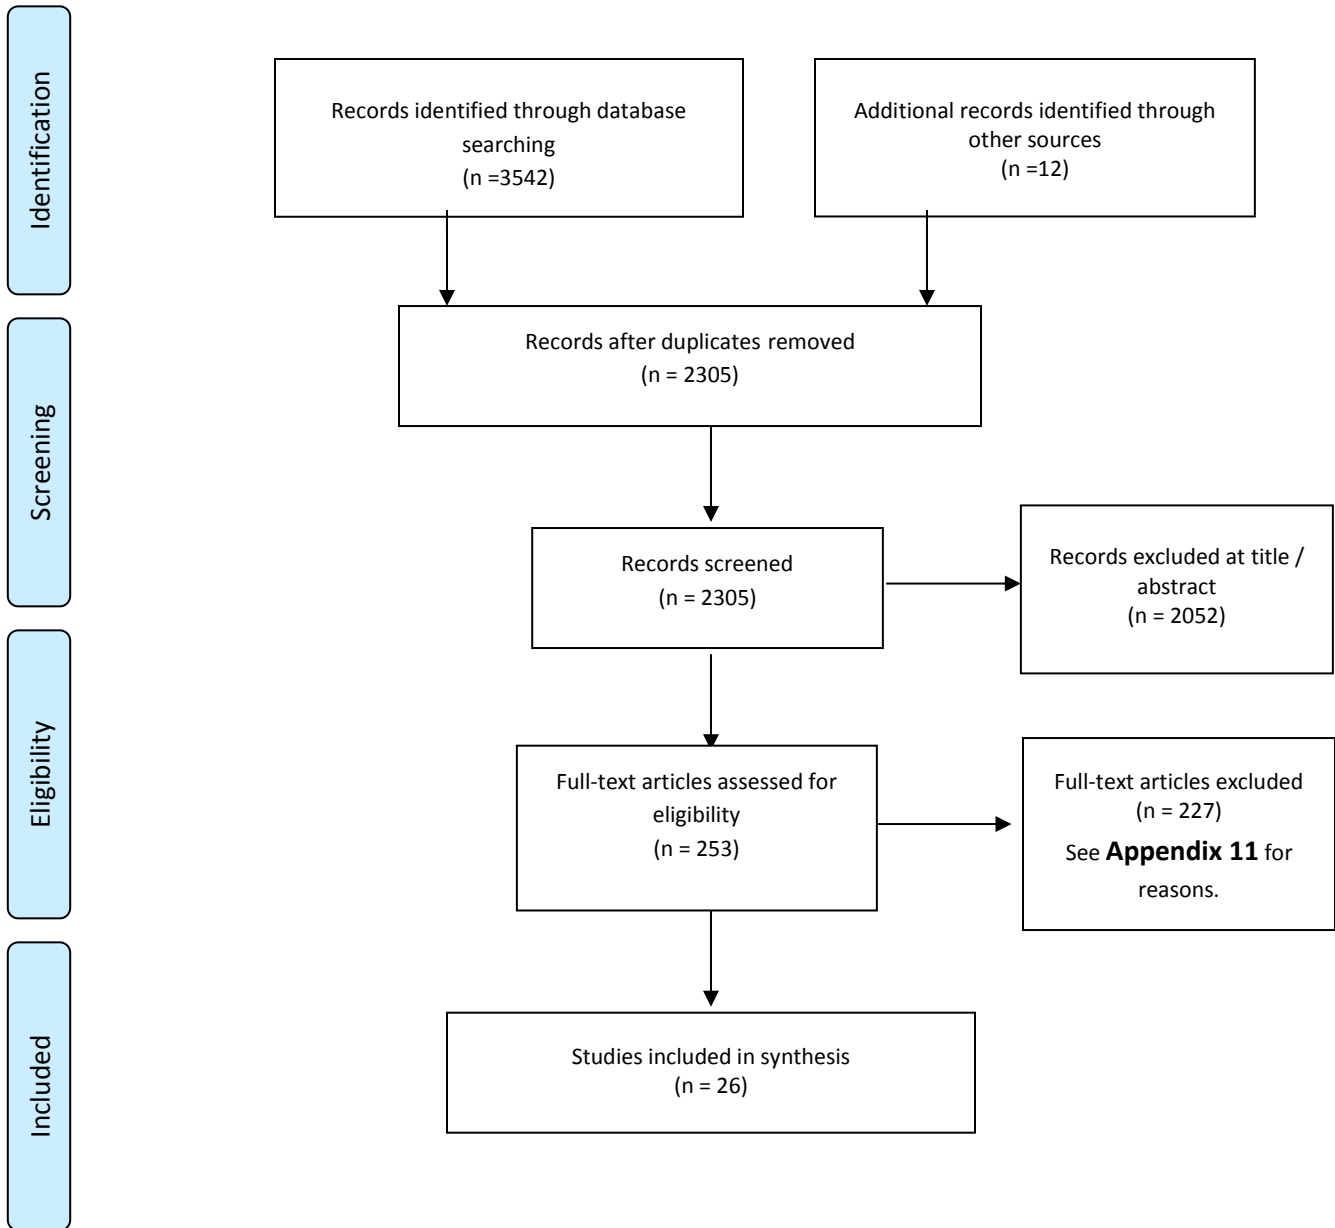 Identification
Records identified through database
searching
(n =3542)
Additional records identified through
other sources
(n =12)
Screening
Records after duplicates removed
(n = 2305)
Records screened
(n = 2305)
Records excluded at title /
abstract
(n = 2052)
Eligibility
Full-text articles assessed for
eligibility
(n = 253)
Full-text articles excluded
(n = 227)
See Appendix 11 for
reasons.
Included
Studies included in synthesis
(n = 26)